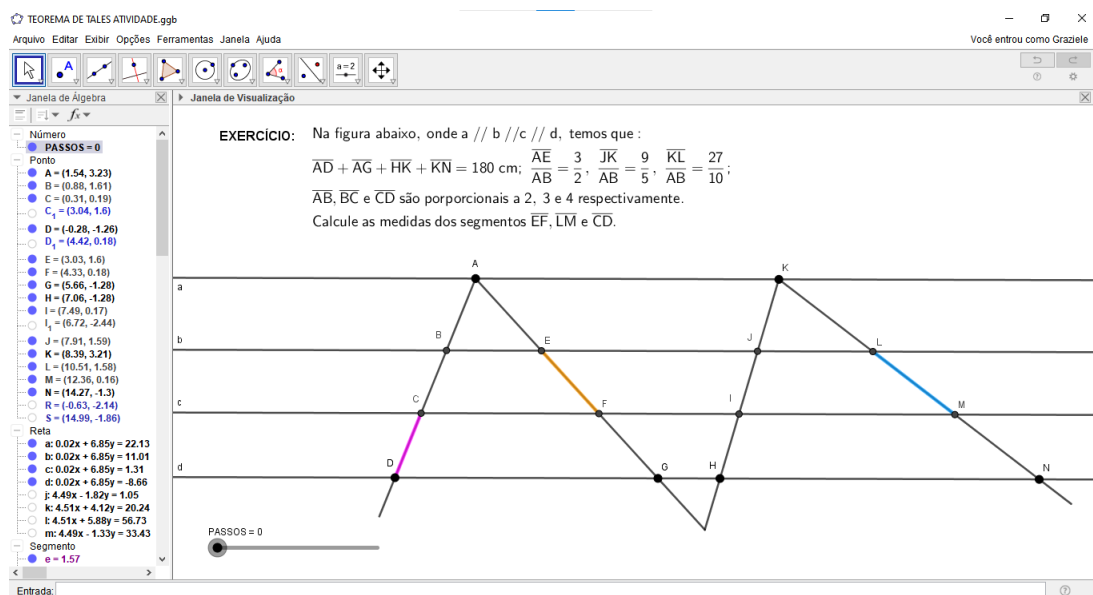 TEOREMA DE TALES ATIVIDADE.ggb
Arquivo Editar Exibir Opções Ferramentas Janela Ajuda
Você entrou como Graziele
A
a = 2
Janela de Álgebra
Janela de Visualização
fx
Número
PASSOS = 0
Ponto
A = (1.54, 3.23)
B = (0.88, 1.61)
C = (0.31, 0.19)
C₁ = (3.04, 1.6)
D = (-0.28, -1.26)
D₁ = (4.42, 0.18)
E = (3.03, 1.6)
F = (4.33, 0.18)
G = (5.66, -1.28)
H = (7.06, -1.28)
I = (7.49, 0.17)
I₁ = (6.72, -2.44)
J = (7.91, 1.59)
K = (8.39, 3.21)
L = (10.51, 1.58)
M = (12.36, 0.16)
N = (14.27, -1.3)
R = (-0.63, -2.14)
S = (14.99, -1.86)
Reta
a: 0.02x + 6.85y = 22.13
b: 0.02x + 6.85y = 11.01
c: 0.02x + 6.85y = 1.31
d: 0.02x + 6.85y = -8.66
j: 4.49x - 1.82y = 1.05
k: 4.51x + 4.12y = 20.24
l: 4.51x + 5.88y = 56.73
m: 4.49x - 1.33y = 33.43
Segmento
e = 1.57
EXERCÍCIO: Na figura abaixo, onde a // b //c // d, temos que :
AD + AG + HK + KN = 180 cm; AE/AB = 3/2, JK/AB = 9/5, KL/AB = 27/10;
AB, BC e CD são porporcionais a 2, 3 e 4 respectivamente.
Calcule as medidas dos segmentos EF, LM e CD.
A
K
a
B
E
J
L
b
C
F
I
M
c
D
G
H
N
d
PASSOS = 0
Entrada: